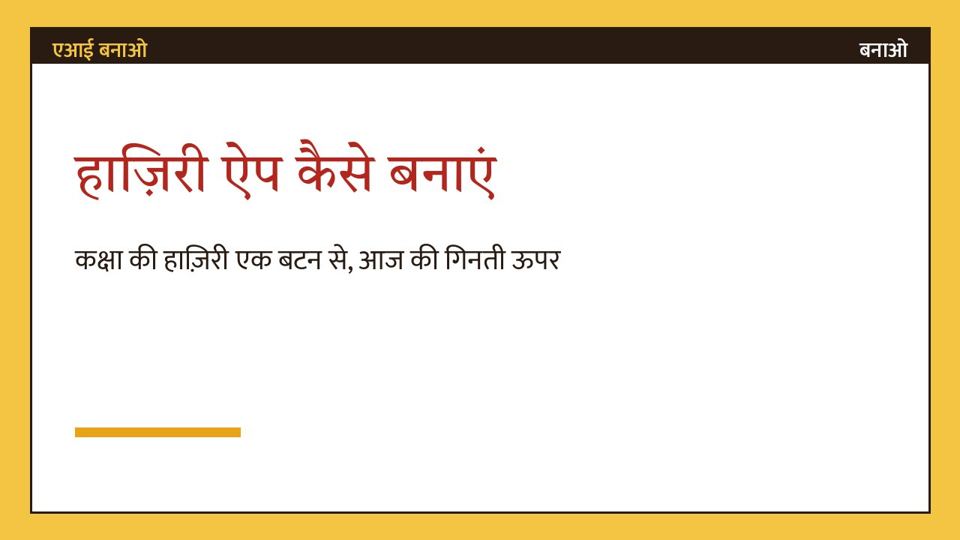 एआई बनाओ
बनाओ
हाज़िरी ऐप कैसे बनाएं
कक्षा की हाज़िरी एक बटन से, आज की गिनती ऊपर